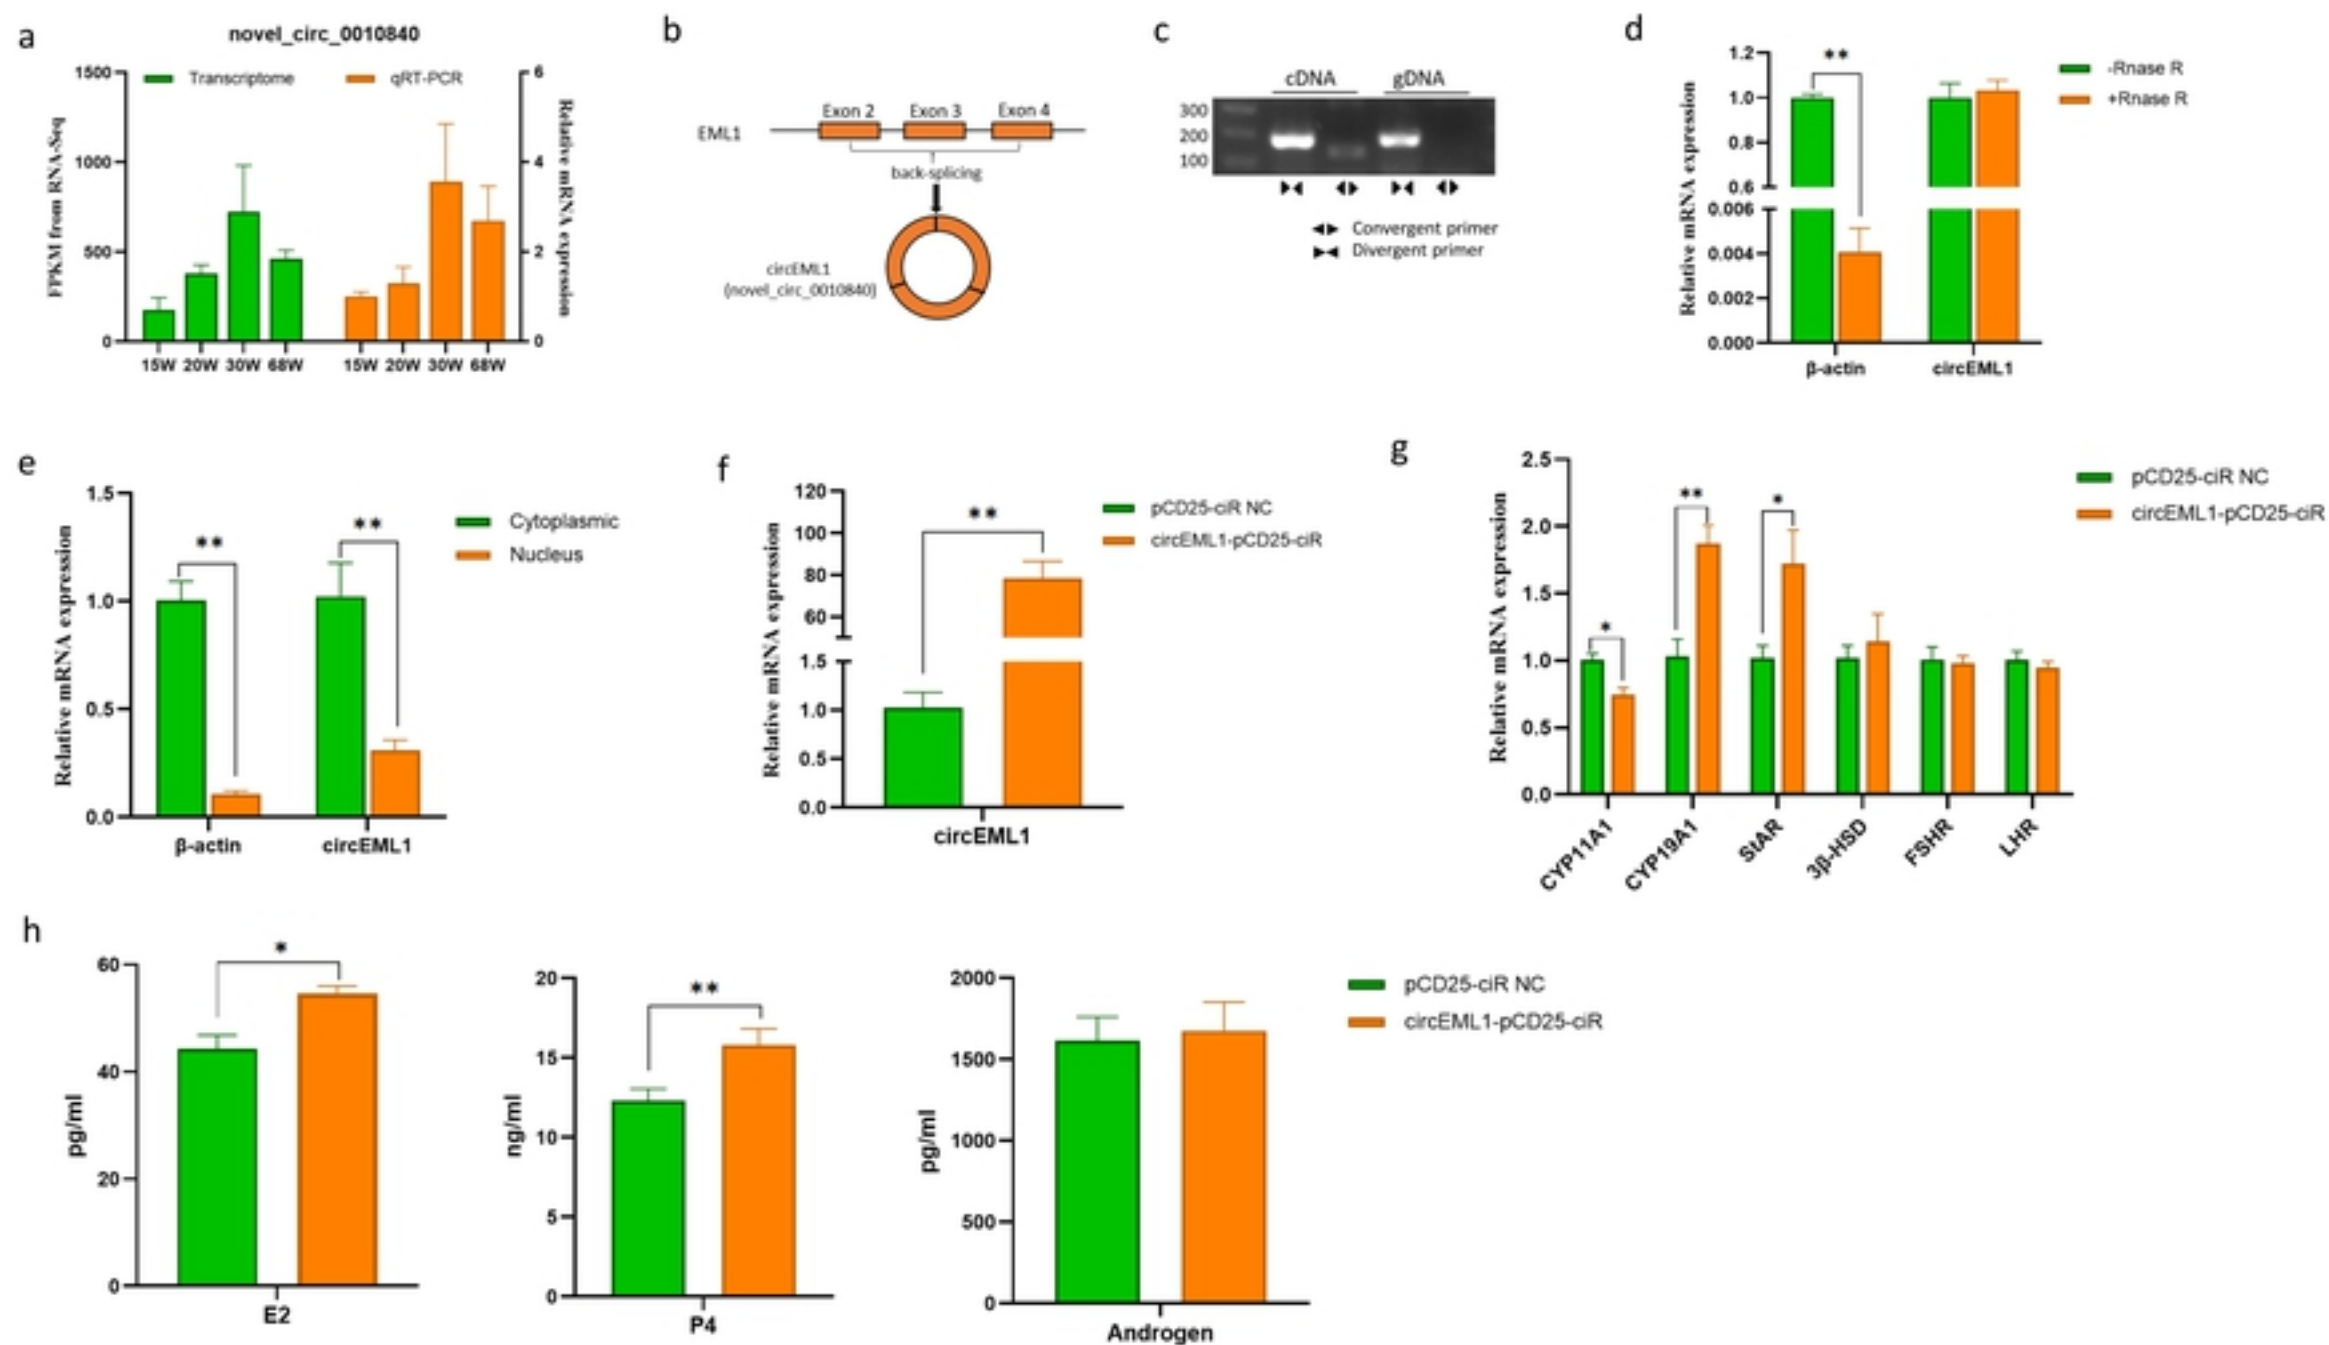 a
novel_circ_0010840
Transcriptome
qRT-PCR
FPKM from RNA-Seq
1500
1000
500
0
Relative mRNA expression
6
4
2
0
15W 20W 30W 68W 15W 20W 30W 68W
b
EML1
Exon 2 Exon 3 Exon 4
back-splicing
circEML1
(novel_circ_0010840)
c
cDNA gDNA
300
200
100
Convergent primer
Divergent primer
d
Relative mRNA expression
1.2
1.0
0.8
0.6
0.006
0.004
0.002
0.000
**
β-actin circEML1
-Rnase R
+Rnase R
e
Relative mRNA expression
1.5
1.0
0.5
0.0
** **
β-actin circEML1
Cytoplasmic
Nucleus
f
Relative mRNA expression
120
100
80
60
1.5
1.0
0.5
0.0
**
circEML1
pCD25-ciR NC
circEML1-pCD25-ciR
g
Relative mRNA expression
2.5
2.0
1.5
1.0
0.5
0.0
* ** *
CYP11A1 CYP19A1 StAR 3β-HSD FSHR LHR
pCD25-ciR NC
circEML1-pCD25-ciR
h
pg/ml
60
40
20
0
*
E2
ng/ml
20
15
10
5
0
**
P4
pg/ml
2000
1500
1000
500
0
Androgen
pCD25-ciR NC
circEML1-pCD25-ciR